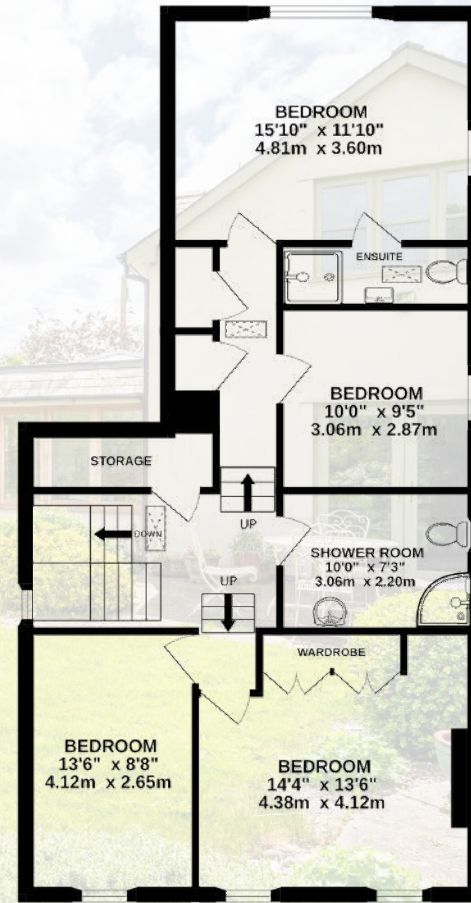 BEDROOM
15'10" x 11'10"
4.81m x 3.60m
ENSUITE
BEDROOM
10'0" x 9'5"
3.06m x 2.87m
STORAGE
UP
DOWN
SHOWER ROOM
10'0" x 7'3"
3.06m x 2.20m
UP
WARDROBE
BEDROOM
13'6" x 8'8"
4.12m x 2.65m
BEDROOM
14'4" x 13'6"
4.38m x 4.12m